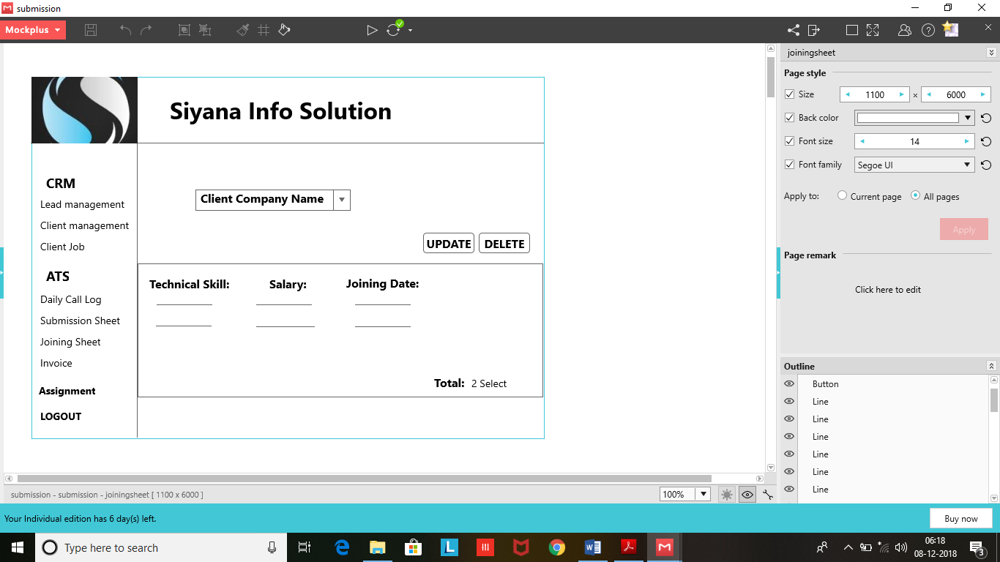 submission
Mockplus
joiningsheet
Page style
Size 1100 × 6000
Back color
Font size 14
Font family Segoe UI
Apply to: Current page All pages
Apply
Page remark
Click here to edit
Outline
Button
Line
Line
Line
Line
Line
Line
Siyana Info Solution
CRM
Lead management
Client management
Client Job
ATS
Daily Call Log
Submission Sheet
Joining Sheet
Invoice
Assignment
LOGOUT
Client Company Name
UPDATE DELETE
Technical Skill: Salary: Joining Date:
Total: 2 Select
submission - submission - joiningsheet [ 1100 x 6000 ]
100%
Your Individual edition has 6 day(s) left.
Buy now
Type here to search
L
W
06:18
08-12-2018
3